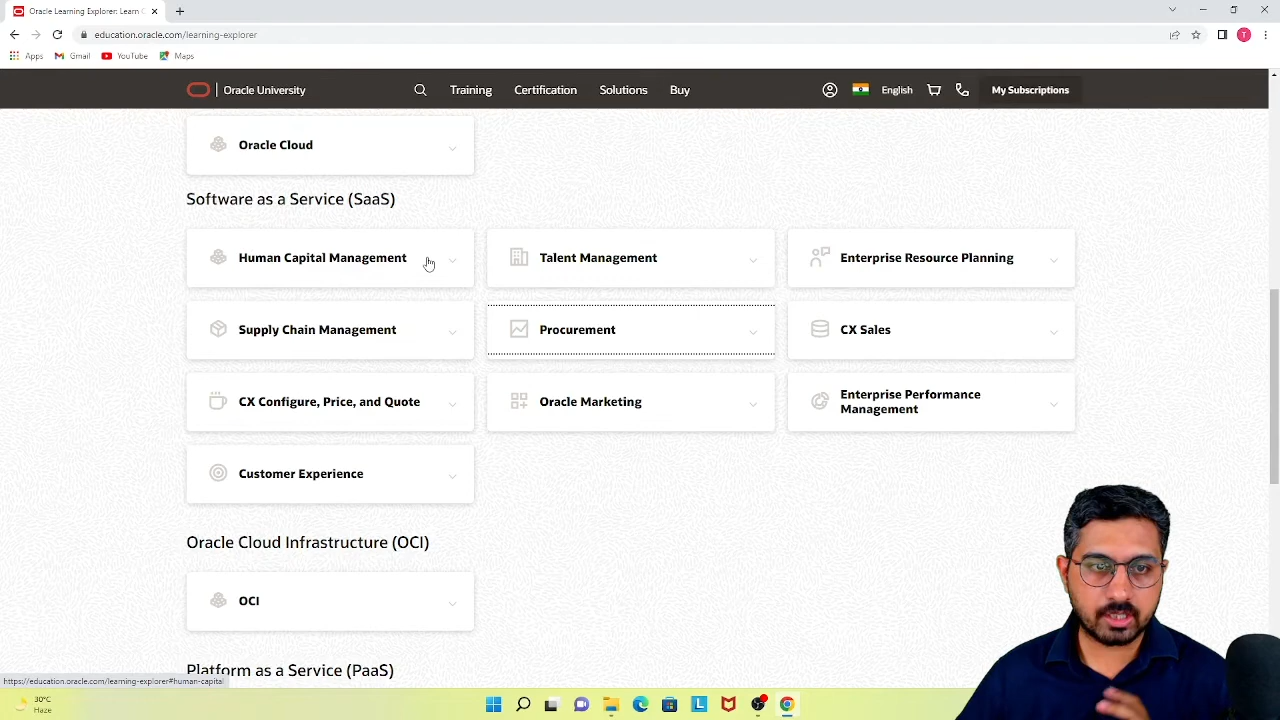 Oracle Learning Explorer: Learn
education.oracle.com/learning-explorer
T
Apps Gmail YouTube Maps
Oracle University Training Certification Solutions Buy English My Subscriptions
Oracle Cloud
Software as a Service (SaaS)
Human Capital Management
Talent Management
Enterprise Resource Planning
Supply Chain Management
Procurement
CX Sales
CX Configure, Price, and Quote
Oracle Marketing
Enterprise Performance
Management
Customer Experience
Oracle Cloud Infrastructure (OCI)
OCI
Platform as a Service (PaaS)
https://education.oracle.com/learning-explorer#human-capital
30°C
Haze
L